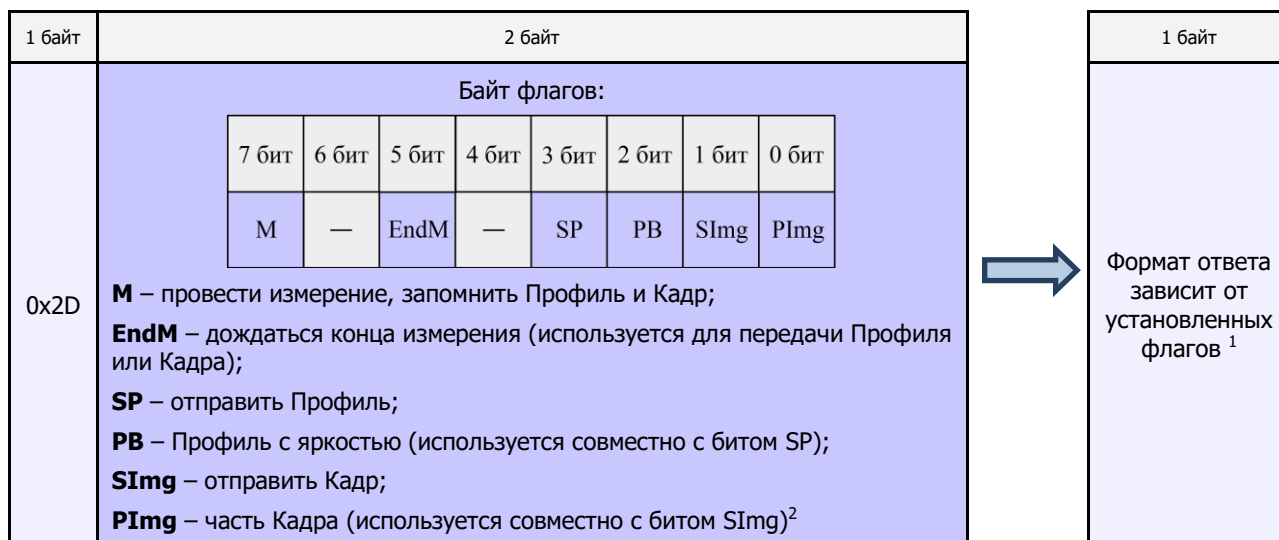 1 байт 2 байт 1 байт
Байт флагов:
7 бит 6 бит 5 бит 4 бит 3 бит 2 бит 1 бит 0 бит
M — EndM — SP PB SImg PImg
0x2D
M – провести измерение, запомнить Профиль и Кадр;
EndM – дождаться конца измерения (используется для передачи Профиля
или Кадра);
SP – отправить Профиль;
PB – Профиль с яркостью (используется совместно с битом SP);
SImg – отправить Кадр;
PImg – часть Кадра (используется совместно с битом SImg)2
Формат ответа
зависит от
установленных
флагов 1